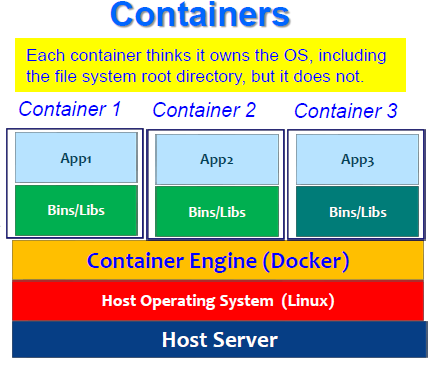 Containers
Each container thinks it owns the OS, including
the file system root directory, but it does not.
Container 1 Container 2 Container 3
App1 App2 App3
Bins/Libs Bins/Libs Bins/Libs
Container Engine (Docker)
Host Operating System (Linux)
Host Server